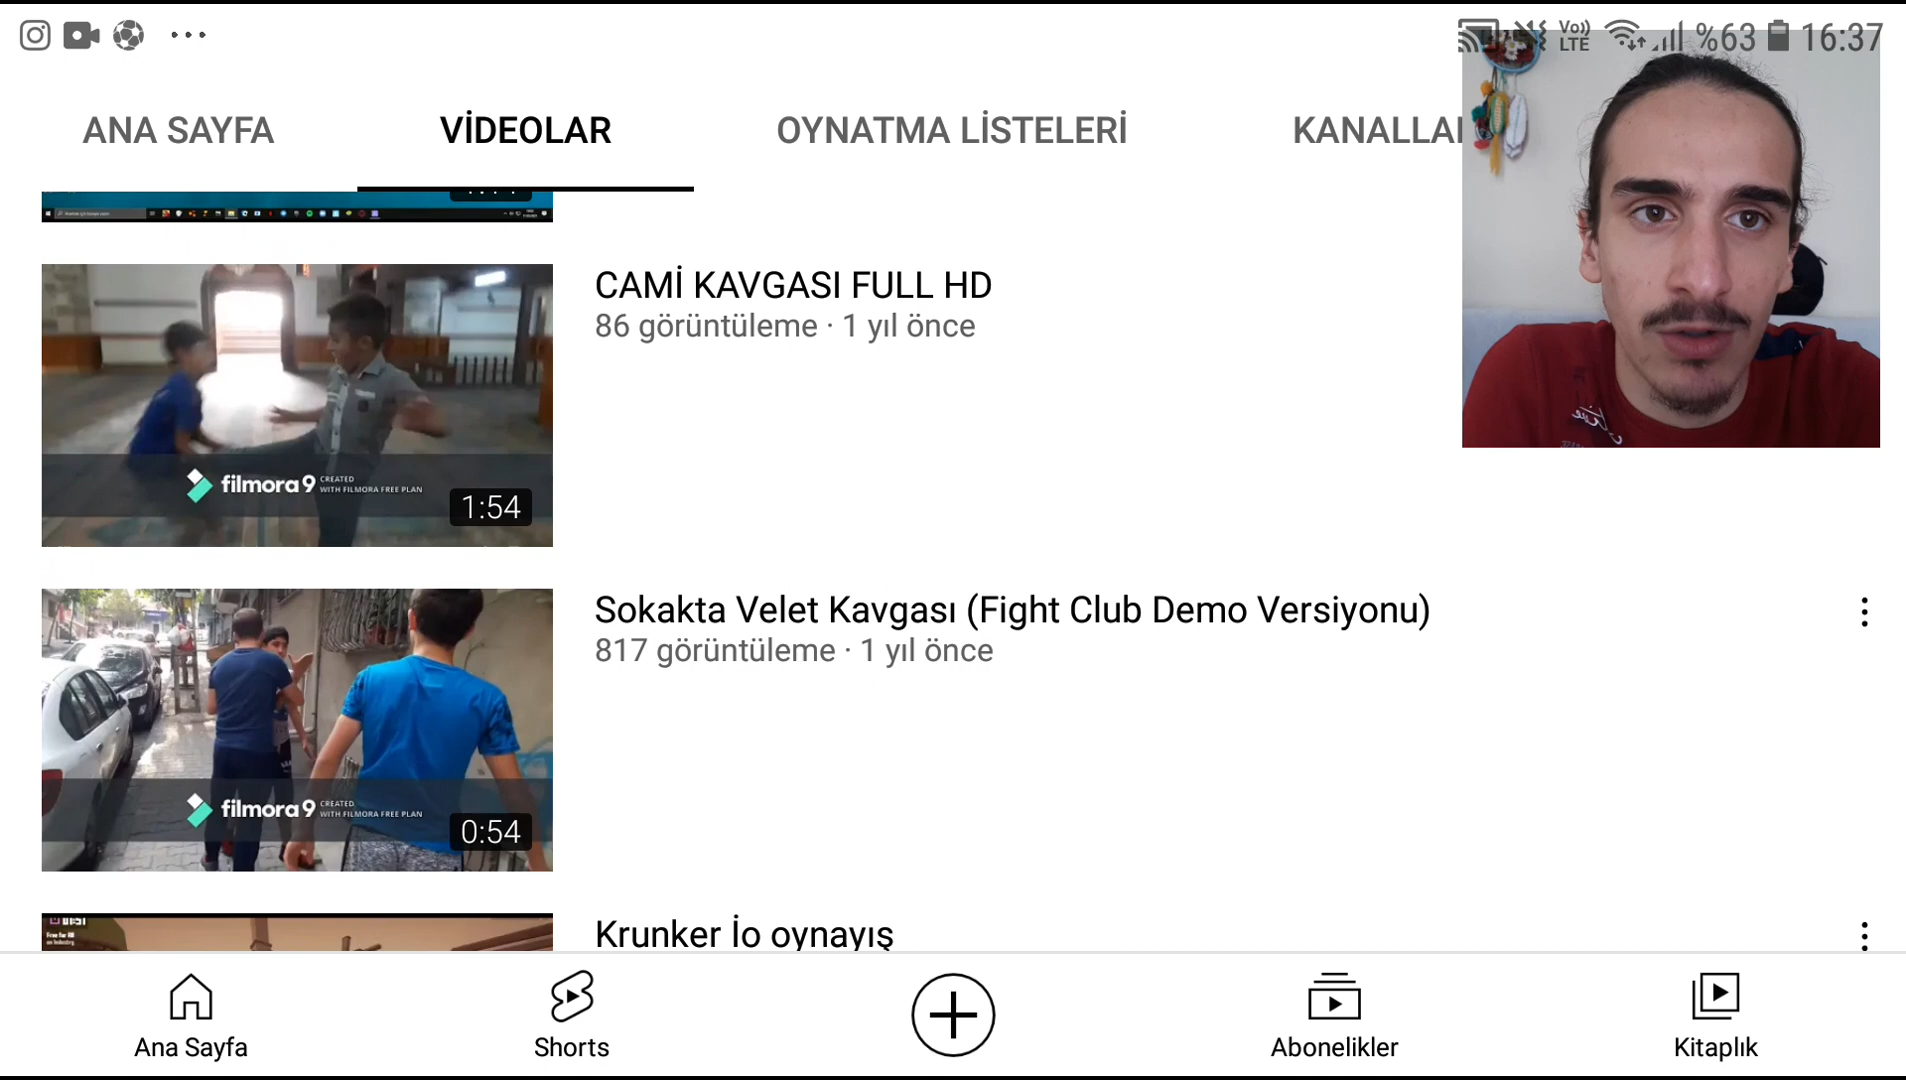 Vo))
LTE
%63
16:37
ANA SAYFA
VİDEOLAR
OYNATMA LİSTELERİ
KANALLA
CAMİ KAVGASI FULL HD
86 görüntüleme · 1 yıl önce
filmora9 CREATED
WITH FILMORA FREE PLAN
1:54
Sokakta Velet Kavgası (Fight Club Demo Versiyonu)
817 görüntüleme · 1 yıl önce
filmora9 CREATED
WITH FILMORA FREE PLAN
0:54
Krunker İo oynayış
Ana Sayfa
Shorts
Abonelikler
Kitaplık